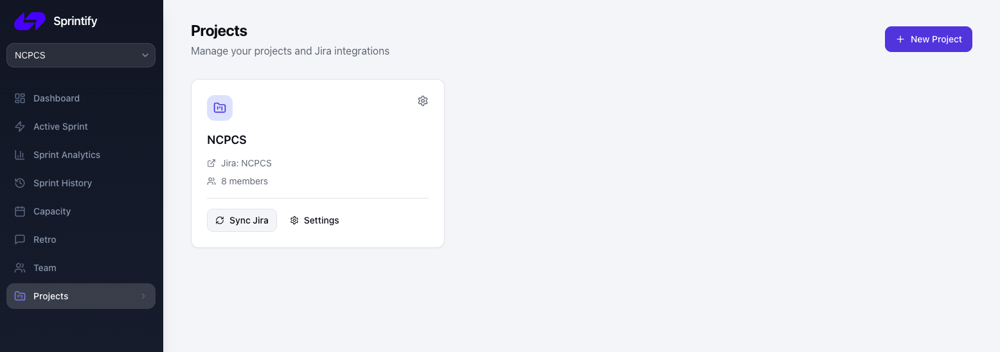 Sprintify
NCPCS
Dashboard
Active Sprint
Sprint Analytics
Sprint History
Capacity
Retro
Team
Projects
Projects
Manage your projects and Jira integrations
New Project
NCPCS
Jira: NCPCS
8 members
Sync Jira
Settings